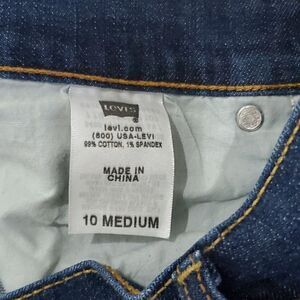 LEVI'S
levi.com
(800) USA-LEVI
99% COTTON, 1% SPANDEX
MADE IN
CHINA
10 MEDIUM